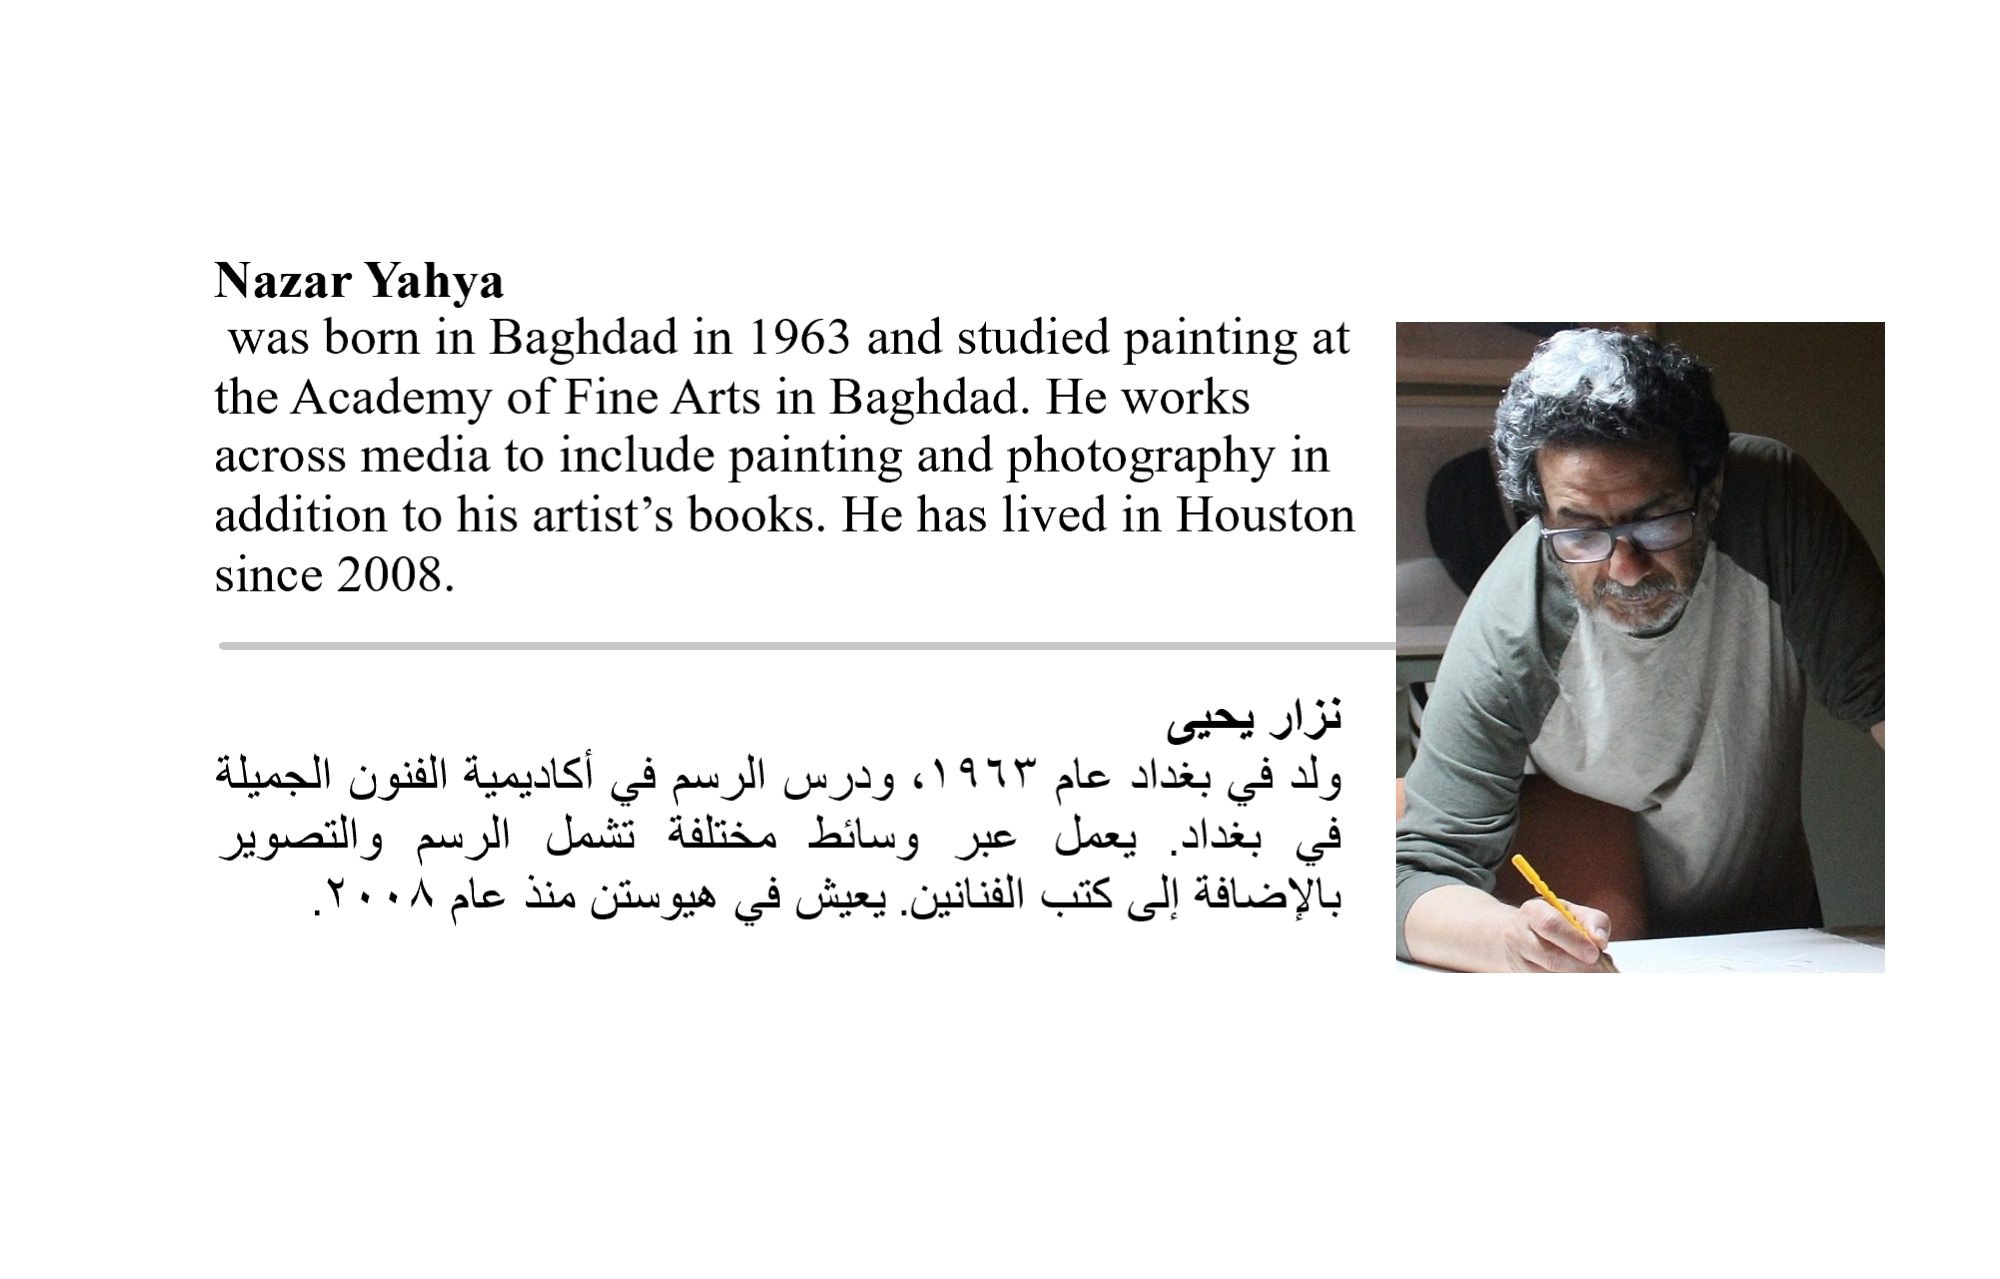 Nazar Yahya
was born in Baghdad in 1963 and studied painting at
the Academy of Fine Arts in Baghdad. He works
across media to include painting and photography in
addition to his artist’s books. He has lived in Houston
since 2008.
نزار يحيى
ولد في بغداد عام ١٩٦٣، ودرس الرسم في أكاديمية الفنون الجميلة
في بغداد. يعمل عبر وسائط مختلفة تشمل الرسم والتصوير
بالإضافة إلى كتب الفنانين. يعيش في هيوستن منذ عام ٢٠٠٨.